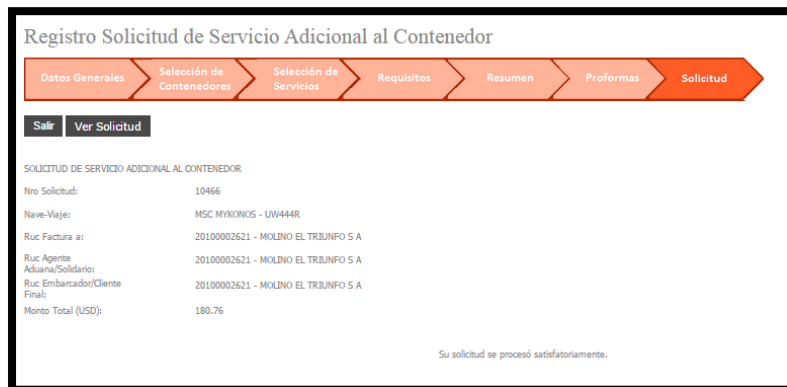 Registro Solicitud de Servicio Adicional al Contenedor
Datos Generales
Selección de
Contenedores
Selección de
Servicios
Requisitos
Resumen
Proformas
Solicitud
Salir
Ver Solicitud
SOLICITUD DE SERVICIO ADICIONAL AL CONTENEDOR
Nro Solicitud: 10466
Nave-Viaje: MSC MYKONOS - UW444R
Ruc Factura a: 20100002621 - MOLINO EL TRIUNFO S A
Ruc Agente
Aduana/Solidario: 20100002621 - MOLINO EL TRIUNFO S A
Ruc Embarcador/Cliente
Final: 20100002621 - MOLINO EL TRIUNFO S A
Monto Total (USD): 180.76
Su solicitud se procesó satisfactoriamente.